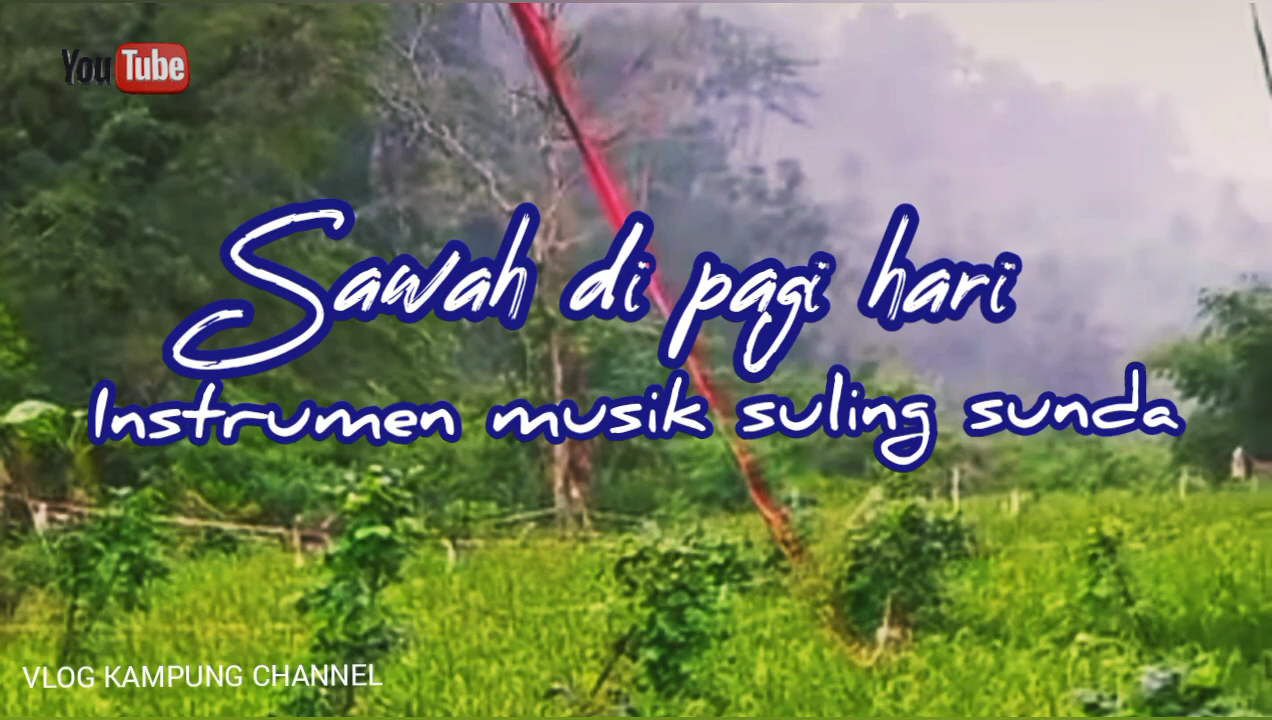 YouTube
Sawah di pagi hari
Instrumen musik suling sunda
VLOG KAMPUNG CHANNEL